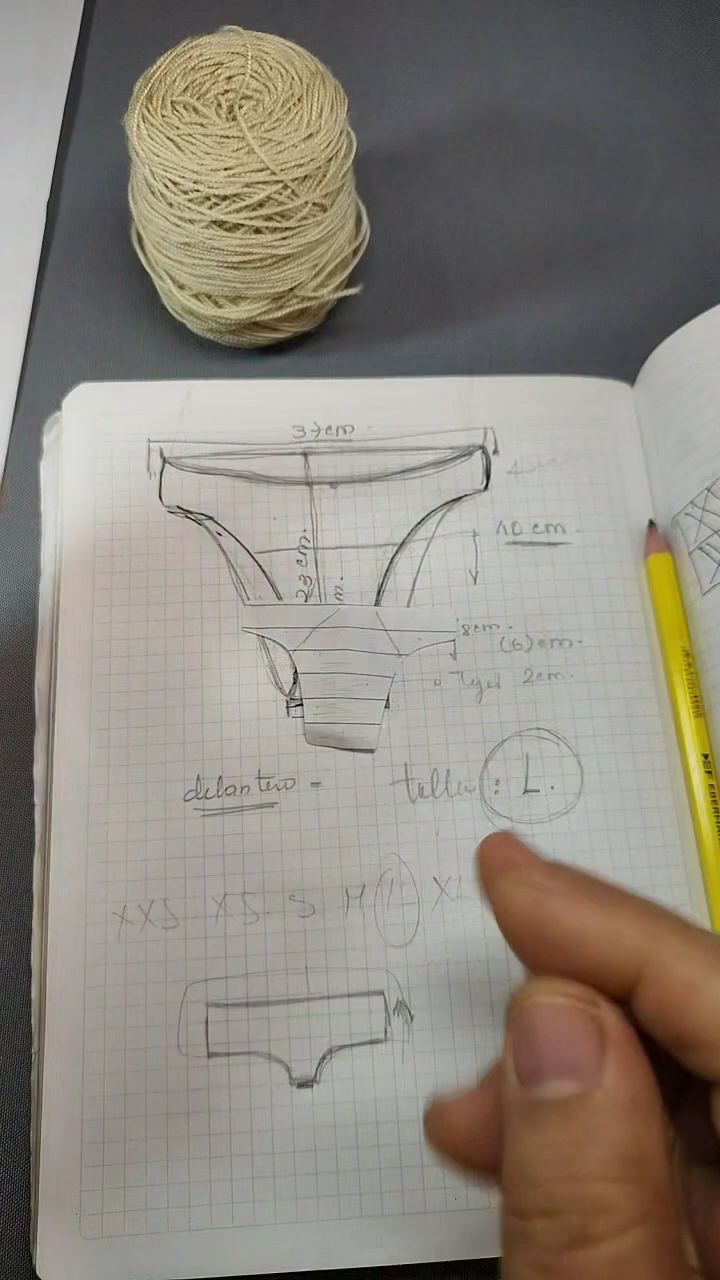 37cm.
10 cm.
23 cm.
m.
8cm.
(6) cm.
2cm.
delantero = talla : L.
XXS XS. S M L XL